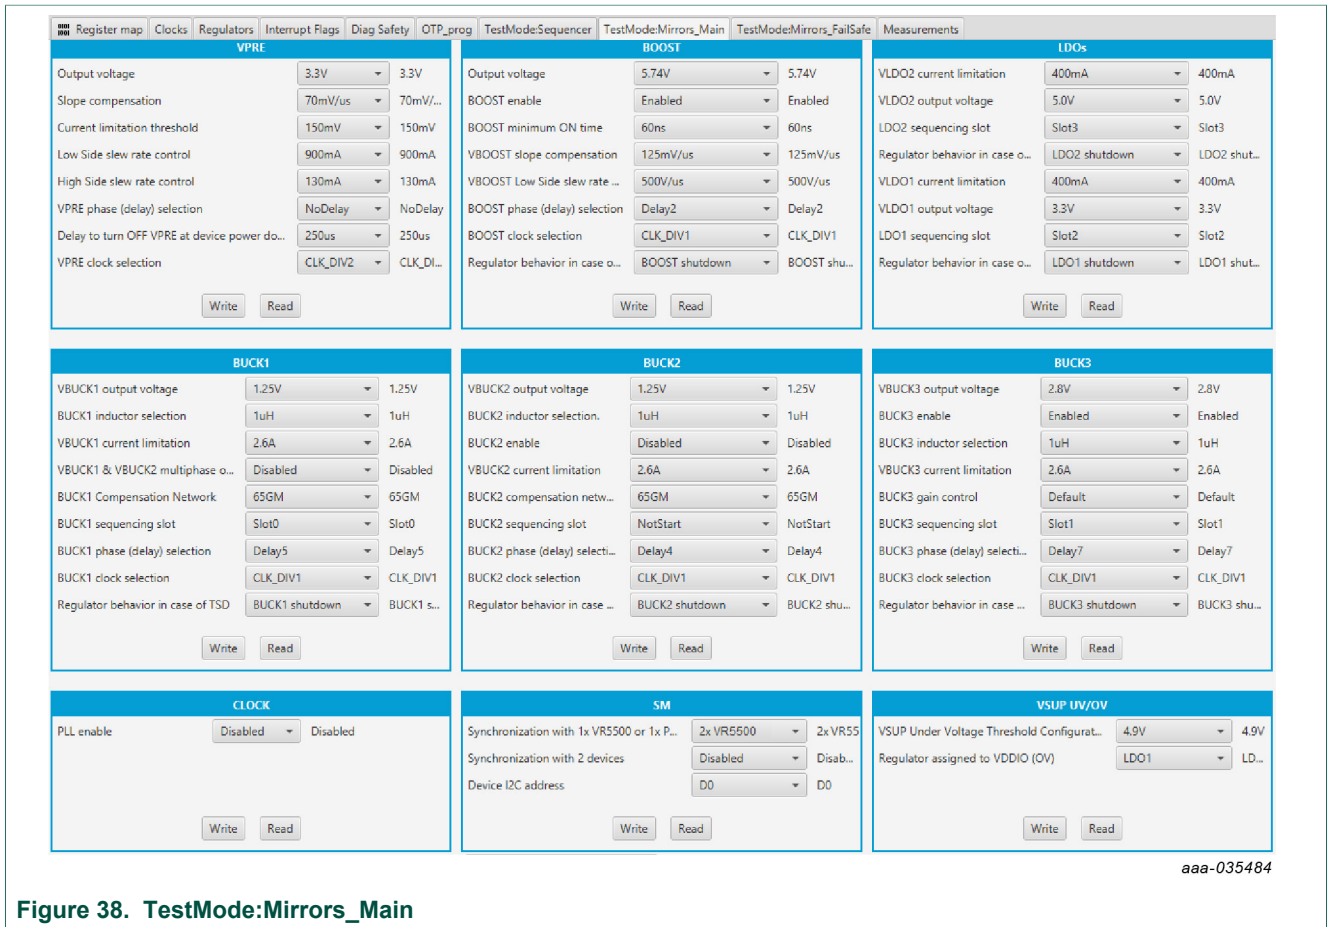 Register map Clocks Regulators Interrupt Flags Diag Safety OTP_prog TestMode:Sequencer TestMode:Mirrors_Main TestMode:Mirrors_FailSafe Measurements
VPRE
Output voltage 3.3V 3.3V
Slope compensation 70mV/us 70mV/...
Current limitation threshold 150mV 150mV
Low Side slew rate control 900mA 900mA
High Side slew rate control 130mA 130mA
VPRE phase (delay) selection NoDelay NoDelay
Delay to turn OFF VPRE at device power do... 250us 250us
VPRE clock selection CLK_DIV2 CLK_DI...
Write Read
BOOST
Output voltage 5.74V 5.74V
BOOST enable Enabled Enabled
BOOST minimum ON time 60ns 60ns
VBOOST slope compensation 125mV/us 125mV/us
VBOOST Low Side slew rate ... 500V/us 500V/us
BOOST phase (delay) selection Delay2 Delay2
BOOST clock selection CLK_DIV1 CLK_DIV1
Regulator behavior in case o... BOOST shutdown BOOST shu...
Write Read
LDOs
VLDO2 current limitation 400mA 400mA
VLDO2 output voltage 5.0V 5.0V
LDO2 sequencing slot Slot3 Slot3
Regulator behavior in case o... LDO2 shutdown LDO2 shut...
VLDO1 current limitation 400mA 400mA
VLDO1 output voltage 3.3V 3.3V
LDO1 sequencing slot Slot2 Slot2
Regulator behavior in case o... LDO1 shutdown LDO1 shut...
Write Read
BUCK1
VBUCK1 output voltage 1.25V 1.25V
BUCK1 inductor selection 1uH 1uH
VBUCK1 current limitation 2.6A 2.6A
VBUCK1 & VBUCK2 multiphase o... Disabled Disabled
BUCK1 Compensation Network 65GM 65GM
BUCK1 sequencing slot Slot0 Slot0
BUCK1 phase (delay) selection Delay5 Delay5
BUCK1 clock selection CLK_DIV1 CLK_DIV1
Regulator behavior in case of TSD BUCK1 shutdown BUCK1 s...
Write Read
BUCK2
VBUCK2 output voltage 1.25V 1.25V
BUCK2 inductor selection. 1uH 1uH
BUCK2 enable Disabled Disabled
VBUCK2 current limitation 2.6A 2.6A
BUCK2 compensation netw... 65GM 65GM
BUCK2 sequencing slot NotStart NotStart
BUCK2 phase (delay) selecti... Delay4 Delay4
BUCK2 clock selection CLK_DIV1 CLK_DIV1
Regulator behavior in case ... BUCK2 shutdown BUCK2 shu...
Write Read
BUCK3
VBUCK3 output voltage 2.8V 2.8V
BUCK3 enable Enabled Enabled
BUCK3 inductor selection 1uH 1uH
VBUCK3 current limitation 2.6A 2.6A
BUCK3 gain control Default Default
BUCK3 sequencing slot Slot1 Slot1
BUCK3 phase (delay) selecti... Delay7 Delay7
BUCK3 clock selection CLK_DIV1 CLK_DIV1
Regulator behavior in case ... BUCK3 shutdown BUCK3 shu...
Write Read
CLOCK
PLL enable Disabled Disabled
Write Read
SM
Synchronization with 1x VR5500 or 1x P... 2x VR5500 2x VR55
Synchronization with 2 devices Disabled Disab...
Device I2C address D0 D0
Write Read
VSUP UV/OV
VSUP Under Voltage Threshold Configurat... 4.9V 4.9V
Regulator assigned to VDDIO (OV) LDO1 LD...
Write Read
aaa-035484
Figure 38. TestMode:Mirrors_Main